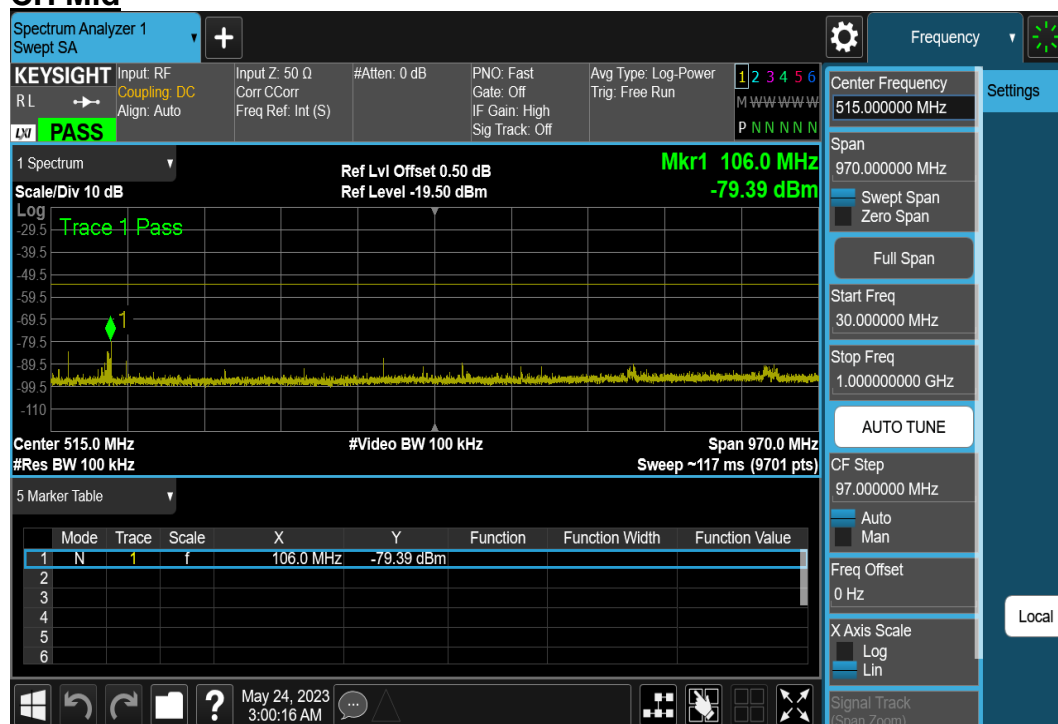 CH Mid
Spectrum Analyzer 1
Swept SA
Frequency
KEYSIGHT
RL
LXI
PASS
Input: RF
Coupling: DC
Align: Auto
Input Z: 50 Ω
Corr CCorr
Freq Ref: Int (S)
#Atten: 0 dB
PNO: Fast
Gate: Off
IF Gain: High
Sig Track: Off
Avg Type: Log-Power
Trig: Free Run
1 2 3 4 5 6
M W W W W W
P N N N N N
1 Spectrum
Scale/Div 10 dB
Ref Lvl Offset 0.50 dB
Ref Level -19.50 dBm
Mkr1 106.0 MHz
-79.39 dBm
Log
Trace 1 Pass
-29.5
-39.5
-49.5
-59.5
-69.5
-79.5
-89.5
-99.5
-110
1
Center 515.0 MHz
#Video BW 100 kHz
Span 970.0 MHz
#Res BW 100 kHz
Sweep ~117 ms (9701 pts)
5 Marker Table
Mode Trace Scale X Y Function Function Width Function Value
1 N 1 f 106.0 MHz -79.39 dBm
2
3
4
5
6
Center Frequency
515.000000 MHz
Span
970.000000 MHz
Swept Span
Zero Span
Full Span
Start Freq
30.000000 MHz
Stop Freq
1.000000000 GHz
AUTO TUNE
CF Step
97.000000 MHz
Auto
Man
Freq Offset
0 Hz
X Axis Scale
Log
Lin
Signal Track
(Span Zoom)
Settings
Local
?
May 24, 2023
3:00:16 AM